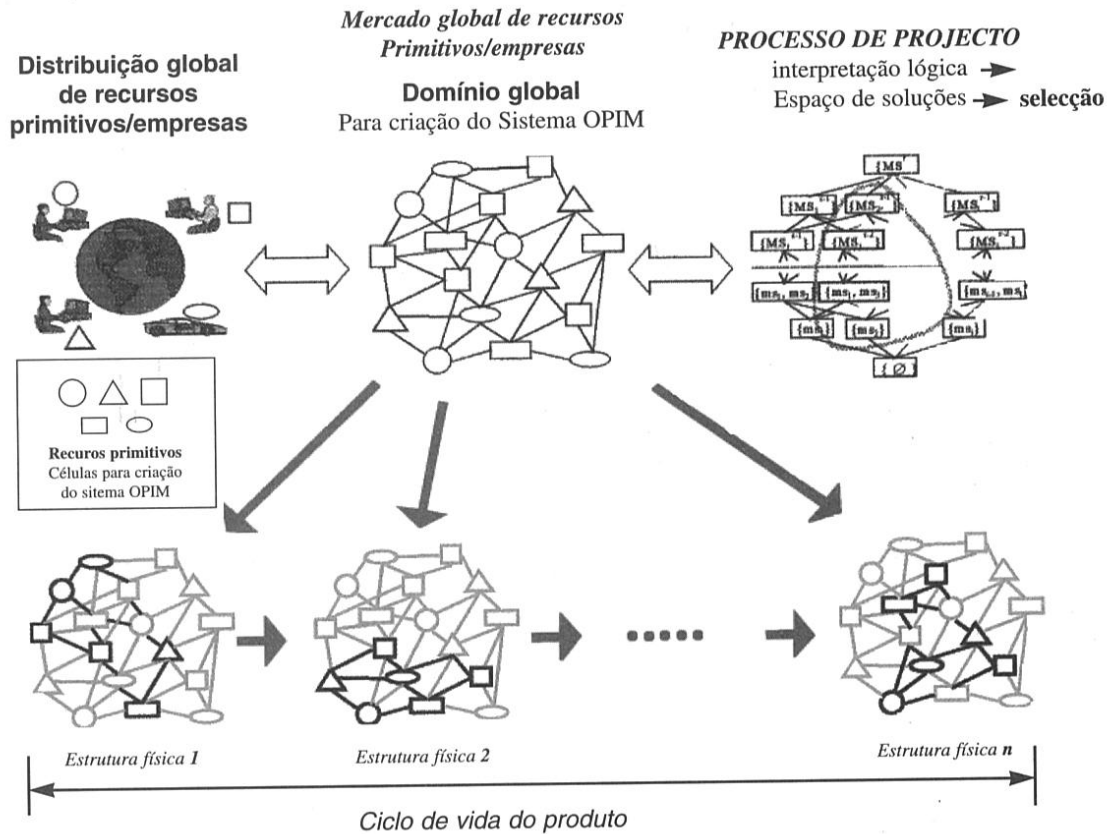 Distribuição global
de recursos
primitivos/empresas
Mercado global de recursos
Primitivos/empresas
Domínio global
Para criação do Sistema OPIM
PROCESSO DE PROJECTO
interpretação lógica
Espaço de soluções selecção
Recuros primitivos
Células para criação
do sitema OPIM
{ Ø }
Estrutura física 1
Estrutura física 2
Estrutura física n
Ciclo de vida do produto